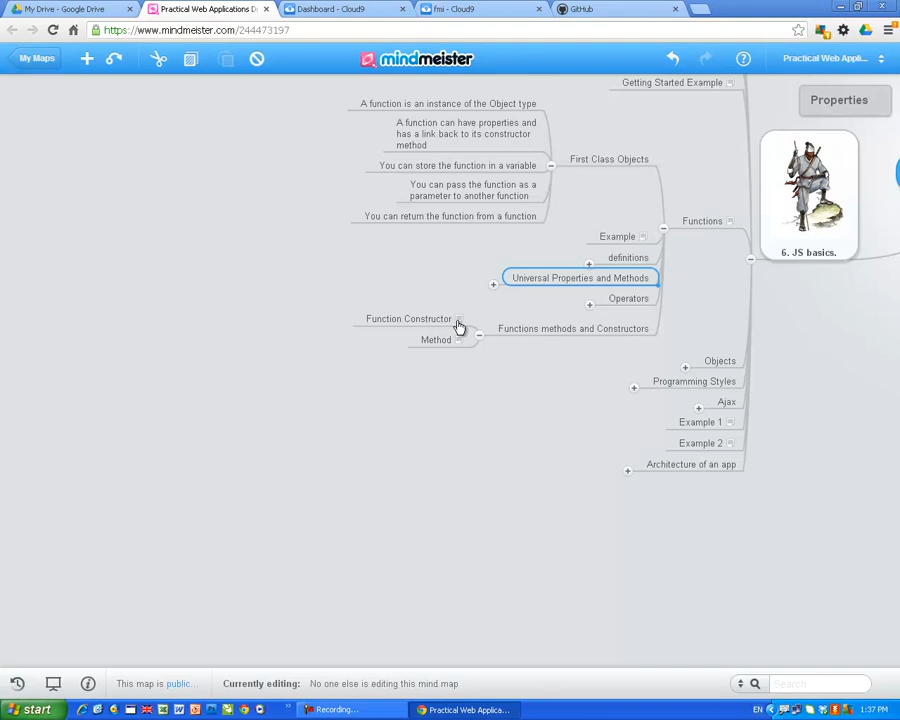 My Drive - Google Drive
Practical Web Applications D
Dashboard - Cloud9
fmi - Cloud9
GitHub
https://www.mindmeister.com/244473197
My Maps
mindmeister
Practical Web Appli...
Getting Started Example
Properties
A function is an instance of the Object type
A function can have properties and
has a link back to its constructor
method
First Class Objects
You can store the function in a variable
You can pass the function as a
parameter to another function
You can return the function from a function
Functions
Example
definitions
6. JS basics.
Universal Properties and Methods
Operators
Function Constructor
Functions methods and Constructors
Method
Objects
Programming Styles
Ajax
Example 1
Example 2
Architecture of an app
This map is public...
Currently editing: No one else is editing this mind map
Search
start
Recording...
Practical Web Applica...
EN
1:37 PM